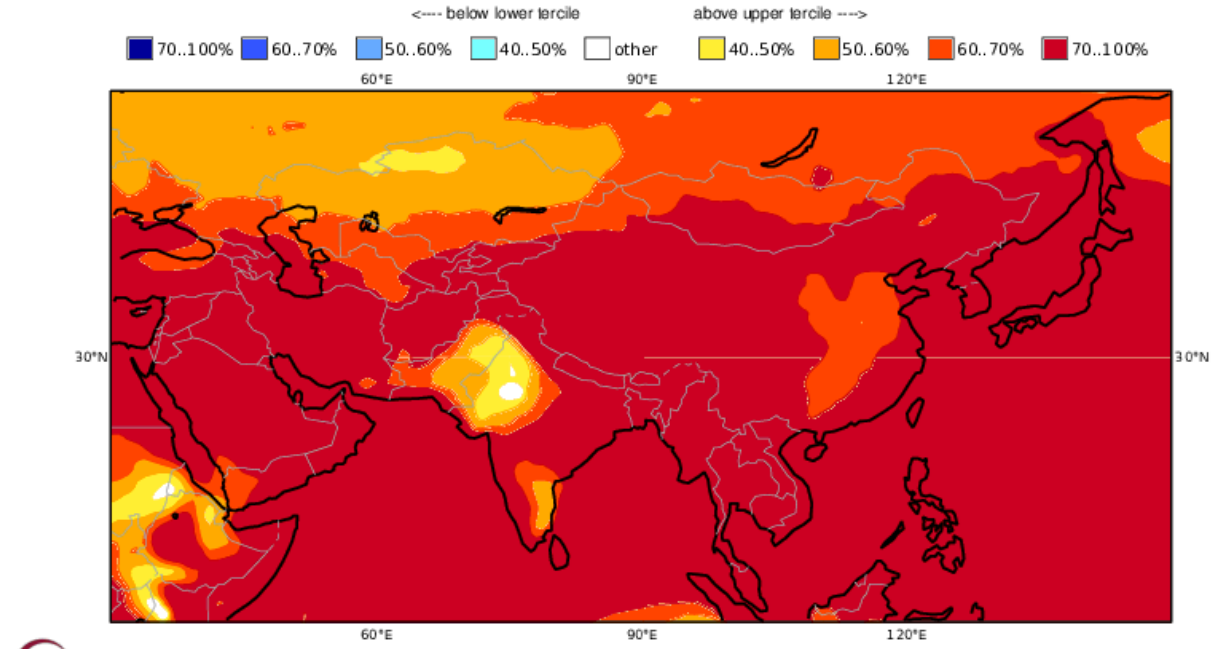 <---- below lower tercile above upper tercile ---->
70..100% 60..70% 50..60% 40..50% other 40..50% 50..60% 60..70% 70..100%
60°E 90°E 120°E
30°N 30°N
60°E 90°E 120°E